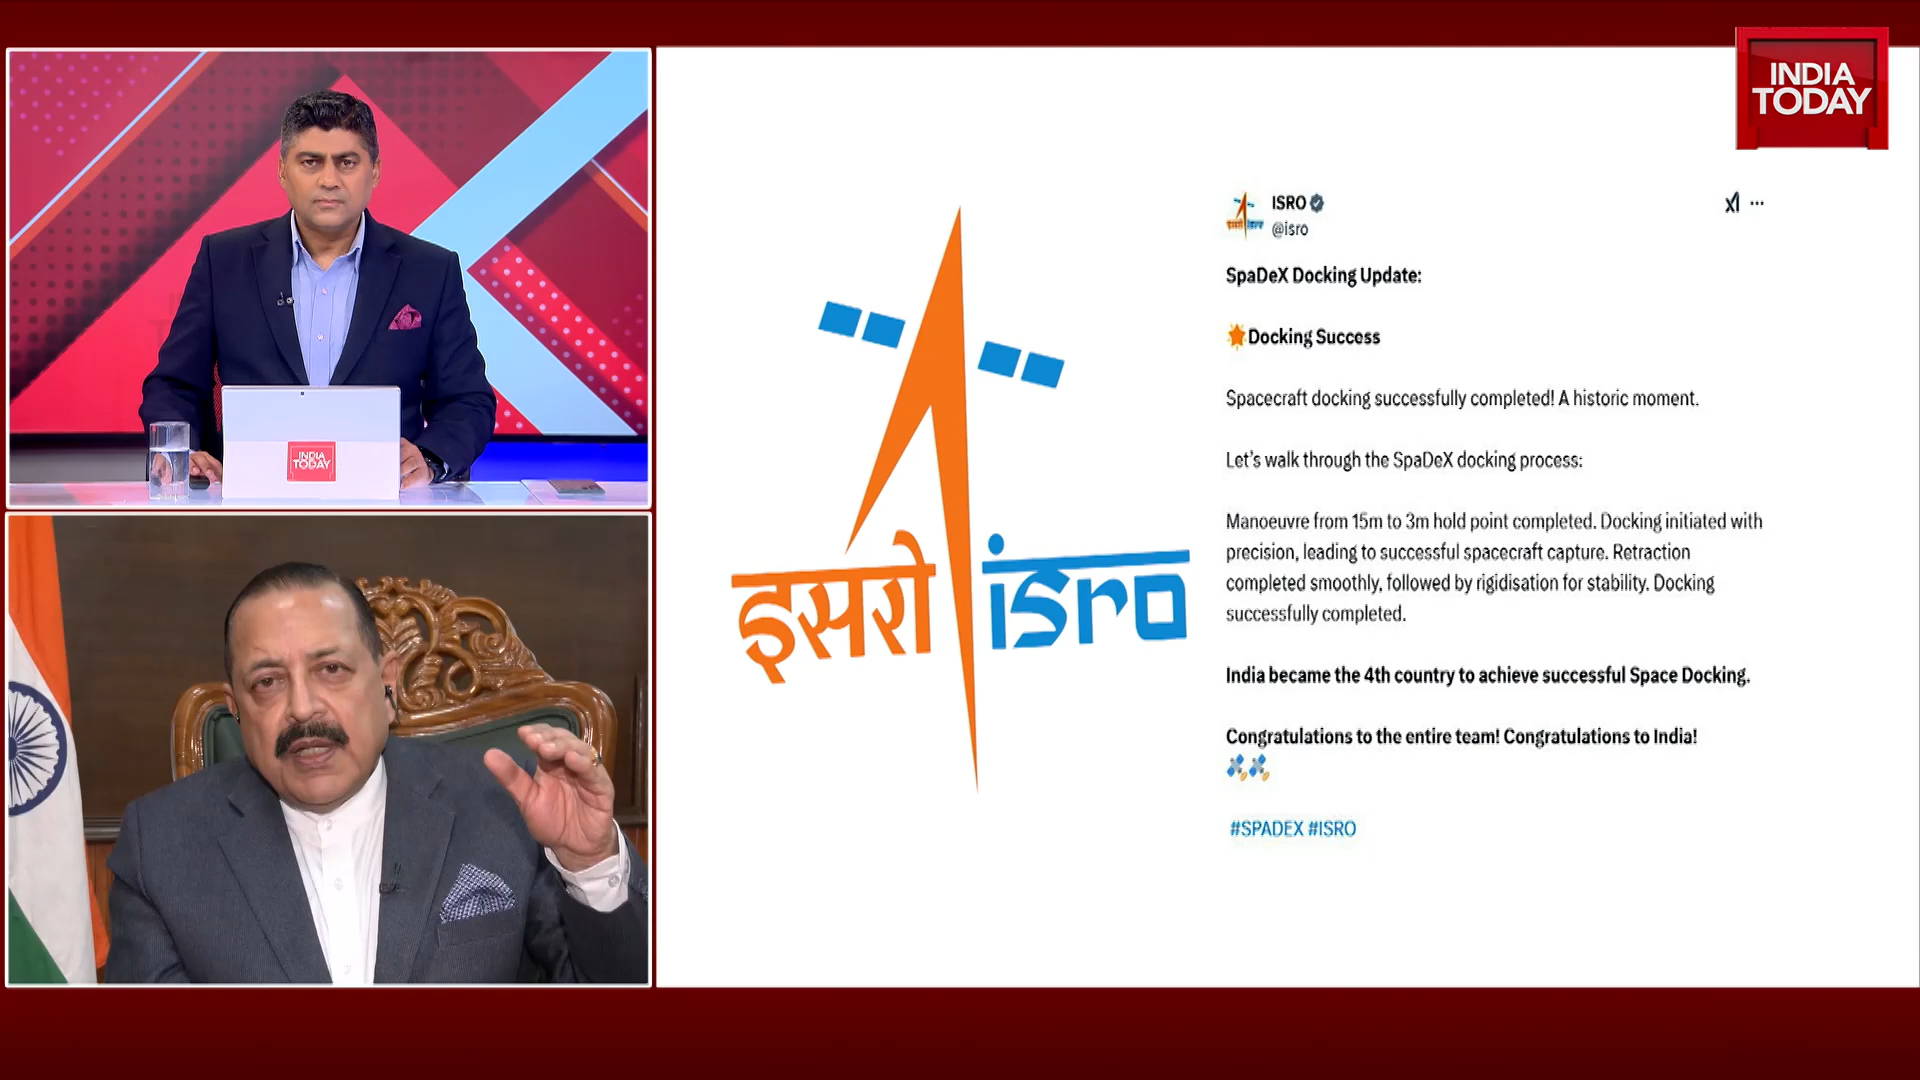 INDIA
TODAY
INDIA
TODAY
इसरो isro
ISRO
@isro
SpaDeX Docking Update:
🌟Docking Success
Spacecraft docking successfully completed! A historic moment.
Let's walk through the SpaDeX docking process:
Manoeuvre from 15m to 3m hold point completed. Docking initiated with
precision, leading to successful spacecraft capture. Retraction
completed smoothly, followed by rigidisation for stability. Docking
successfully completed.
India became the 4th country to achieve successful Space Docking.
Congratulations to the entire team! Congratulations to India!
🛰️🛰️
#SPADEX #ISRO